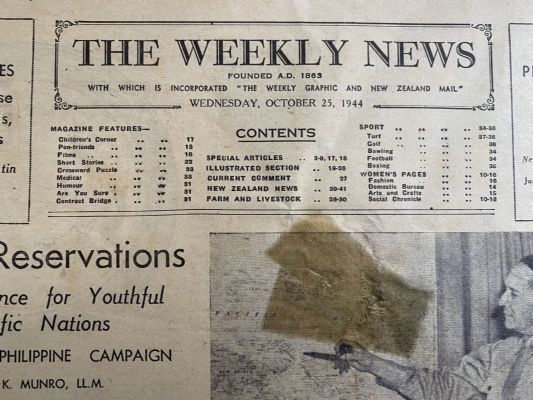 THE WEEKLY NEWS
FOUNDED A.D. 1863
WITH WHICH IS INCORPORATED "THE WEEKLY GRAPHIC AND NEW ZEALAND MAIL"
WEDNESDAY, OCTOBER 25, 1944
CONTENTS
MAGAZINE FEATURES—
Children's Corner .. .. 17
Pen-friends .. .. 15
Films .. .. .. 16
Short Stories .. .. 32
Crossword Puzzle .. 33
Medical .. .. 33
Humour .. .. .. 31
Are You Sure .. .. 31
Contract Bridge .. .. 31
SPECIAL ARTICLES .. 3-9, 17, 18
ILLUSTRATED SECTION .. 19-26
CURRENT COMMENT .. 27
NEW ZEALAND NEWS .. 39-41
FARM AND LIVESTOCK .. 28-30
SPORT .. .. .. 34-38
Turf .. .. .. 37-38
Golf .. .. .. 36
Bowling .. .. .. 34
Football .. .. .. 34
Boxing .. .. .. 35
WOMEN'S PAGES .. 10-16
Fashion .. .. .. 16
Domestic Bureau .. 14
Arts and Crafts .. 15
Social Chronicle ..
ES
se
s,
s
tin
Reservations
nce for Youthful
fic Nations
PHILIPPINE CAMPAIGN
K. MUNRO, LL.M.
P
Ne
Ju